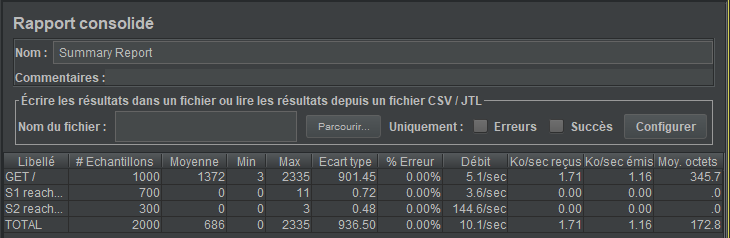 Rapport consolidé
Nom : Summary Report
Commentaires :
Écrire les résultats dans un fichier ou lire les résultats depuis un fichier CSV / JTL
Nom du fichier : Parcourir... Uniquement : Erreurs Succès Configurer
Libellé # Echantillons Moyenne Min Max Ecart type % Erreur Débit Ko/sec reçus Ko/sec émis Moy. octets
GET / 1000 1372 3 2335 901.45 0.00% 5.1/sec 1.71 1.16 345.7
S1 reach... 700 0 0 11 0.72 0.00% 3.6/sec 0.00 0.00 .0
S2 reach... 300 0 0 3 0.48 0.00% 144.6/sec 0.00 0.00 .0
TOTAL 2000 686 0 2335 936.50 0.00% 10.1/sec 1.71 1.16 172.8